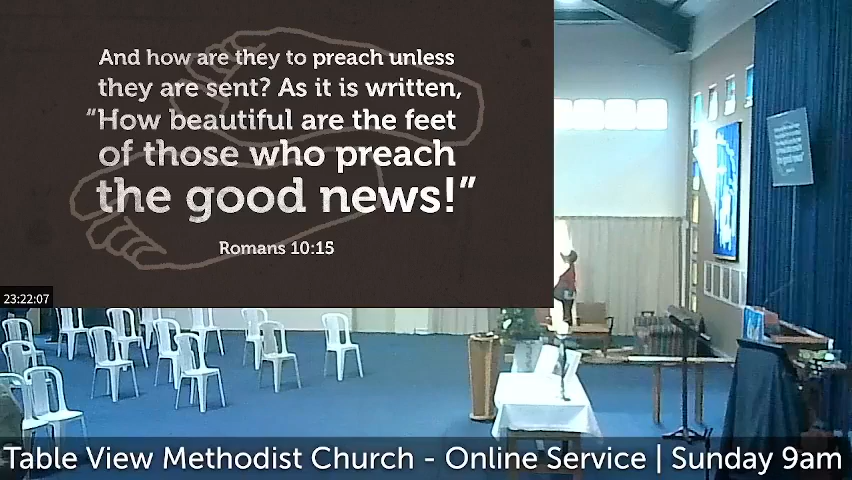 And how are they to preach unless
they are sent? As it is written,
“How beautiful are the feet
of those who preach
the good news!”
Romans 10:15
23:22:07
Table View Methodist Church - Online Service | Sunday 9am